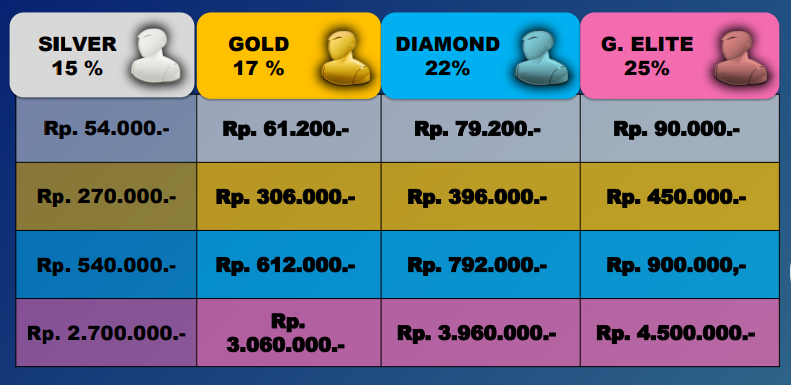 SILVER
15 %
GOLD
17 %
DIAMOND
22%
G. ELITE
25%
Rp. 54.000.-
Rp. 61.200.-
Rp. 79.200.-
Rp. 90.000.-
Rp. 270.000.-
Rp. 306.000.-
Rp. 396.000.-
Rp. 450.000.-
Rp. 540.000.-
Rp. 612.000.-
Rp. 792.000.-
Rp. 900.000,-
Rp. 2.700.000.-
Rp.
3.060.000.-
Rp. 3.960.000.-
Rp. 4.500.000.-